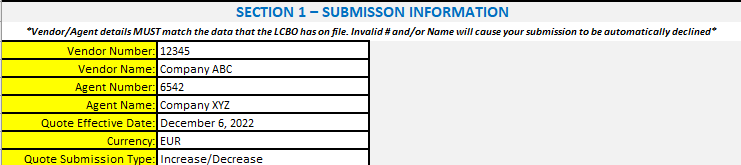 SECTION 1 – SUBMISSON INFORMATION
*Vendor/Agent details MUST match the data that the LCBO has on file. Invalid # and/or Name will cause your submission to be automatically declined*
Vendor Number: 12345
Vendor Name: Company ABC
Agent Number: 6542
Agent Name: Company XYZ
Quote Effective Date: December 6, 2022
Currency: EUR
Quote Submission Type: Increase/Decrease